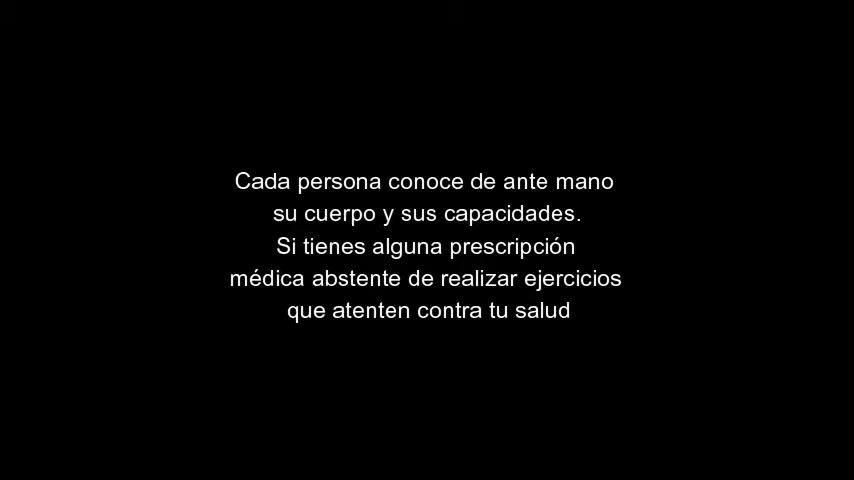 Cada persona conoce de ante mano
su cuerpo y sus capacidades.
Si tienes alguna prescripción
médica abstente de realizar ejercicios
que atenten contra tu salud